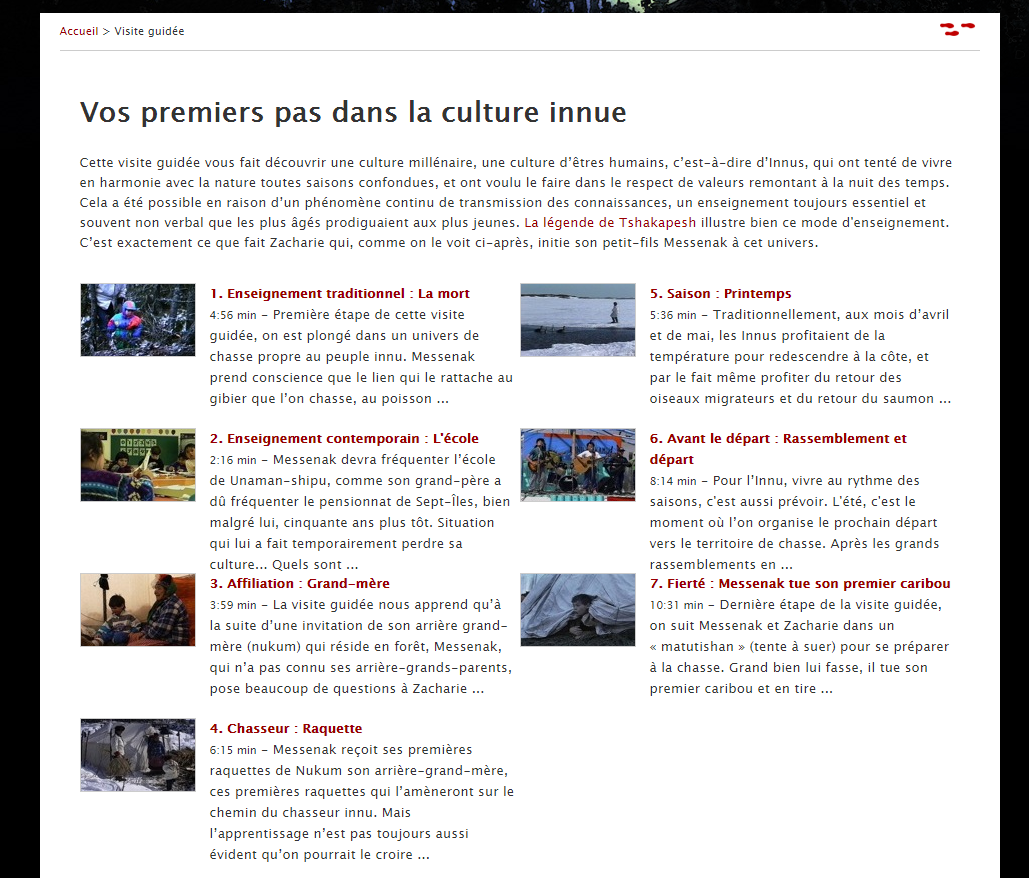 Accueil > Visite guidée
Vos premiers pas dans la culture innue
Cette visite guidée vous fait découvrir une culture millénaire, une culture d’êtres humains, c’est-à-dire d’Innus, qui ont tenté de vivre
en harmonie avec la nature toutes saisons confondues, et ont voulu le faire dans le respect de valeurs remontant à la nuit des temps.
Cela a été possible en raison d’un phénomène continu de transmission des connaissances, un enseignement toujours essentiel et
souvent non verbal que les plus âgés prodiguaient aux plus jeunes. La légende de Tshakapesh illustre bien ce mode d'enseignement.
C’est exactement ce que fait Zacharie qui, comme on le voit ci-après, initie son petit-fils Messenak à cet univers.
1. Enseignement traditionnel : La mort
4:56 min – Première étape de cette visite
guidée, on est plongé dans un univers de
chasse propre au peuple innu. Messenak
prend conscience que le lien qui le rattache au
gibier que l’on chasse, au poisson ...
2. Enseignement contemporain : L'école
2:16 min – Messenak devra fréquenter l’école
de Unaman-shipu, comme son grand-père a
dû fréquenter le pensionnat de Sept-Îles, bien
malgré lui, cinquante ans plus tôt. Situation
qui lui a fait temporairement perdre sa
culture... Quels sont ...
3. Affiliation : Grand-mère
3:59 min – La visite guidée nous apprend qu’à
la suite d’une invitation de son arrière grand-
mère (nukum) qui réside en forêt, Messenak,
qui n’a pas connu ses arrière-grands-parents,
pose beaucoup de questions à Zacharie ...
4. Chasseur : Raquette
6:15 min – Messenak reçoit ses premières
raquettes de Nukum son arrière-grand-mère,
ces premières raquettes qui l’amèneront sur le
chemin du chasseur innu. Mais
l’apprentissage n’est pas toujours aussi
évident qu’on pourrait le croire ...
5. Saison : Printemps
5:36 min – Traditionnellement, aux mois d’avril
et de mai, les Innus profitaient de la
température pour redescendre à la côte, et
par le fait même profiter du retour des
oiseaux migrateurs et du retour du saumon ...
6. Avant le départ : Rassemblement et
départ
8:14 min – Pour l’Innu, vivre au rythme des
saisons, c'est aussi prévoir. L'été, c'est le
moment où l’on organise le prochain départ
vers le territoire de chasse. Après les grands
rassemblements en ...
7. Fierté : Messenak tue son premier caribou
10:31 min – Dernière étape de la visite guidée,
on suit Messenak et Zacharie dans un
« matutishan » (tente à suer) pour se préparer
à la chasse. Grand bien lui fasse, il tue son
premier caribou et en tire ...